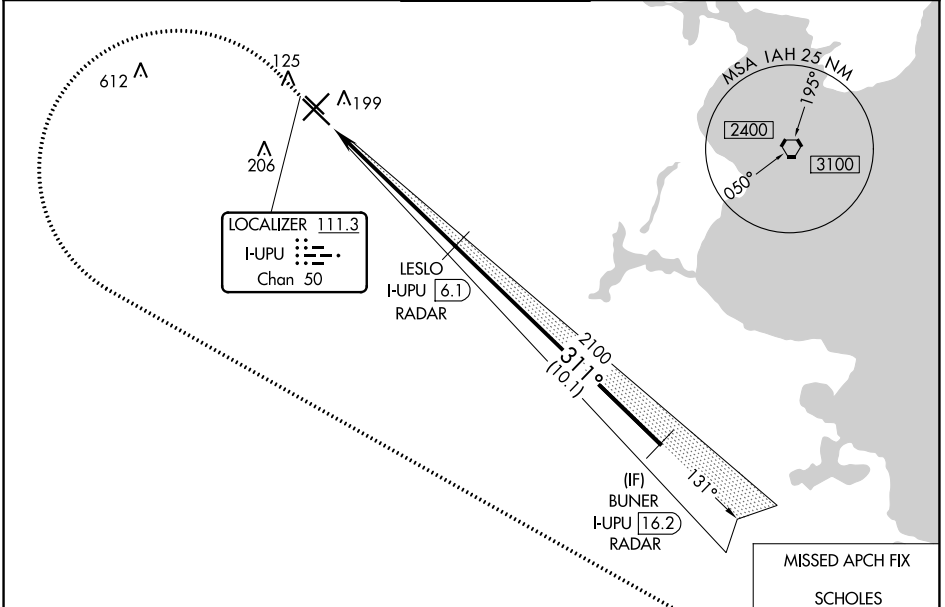 612
125
199
206
MSA IAH 25 NM
195°
2400
3100
050°
LOCALIZER 111.3
I-UPU
Chan 50
LESLO
I-UPU 6.1
RADAR
2100
311°
(10.1)
131°
(IF)
BUNER
I-UPU 16.2
RADAR
MISSED APCH FIX
SCHOLES